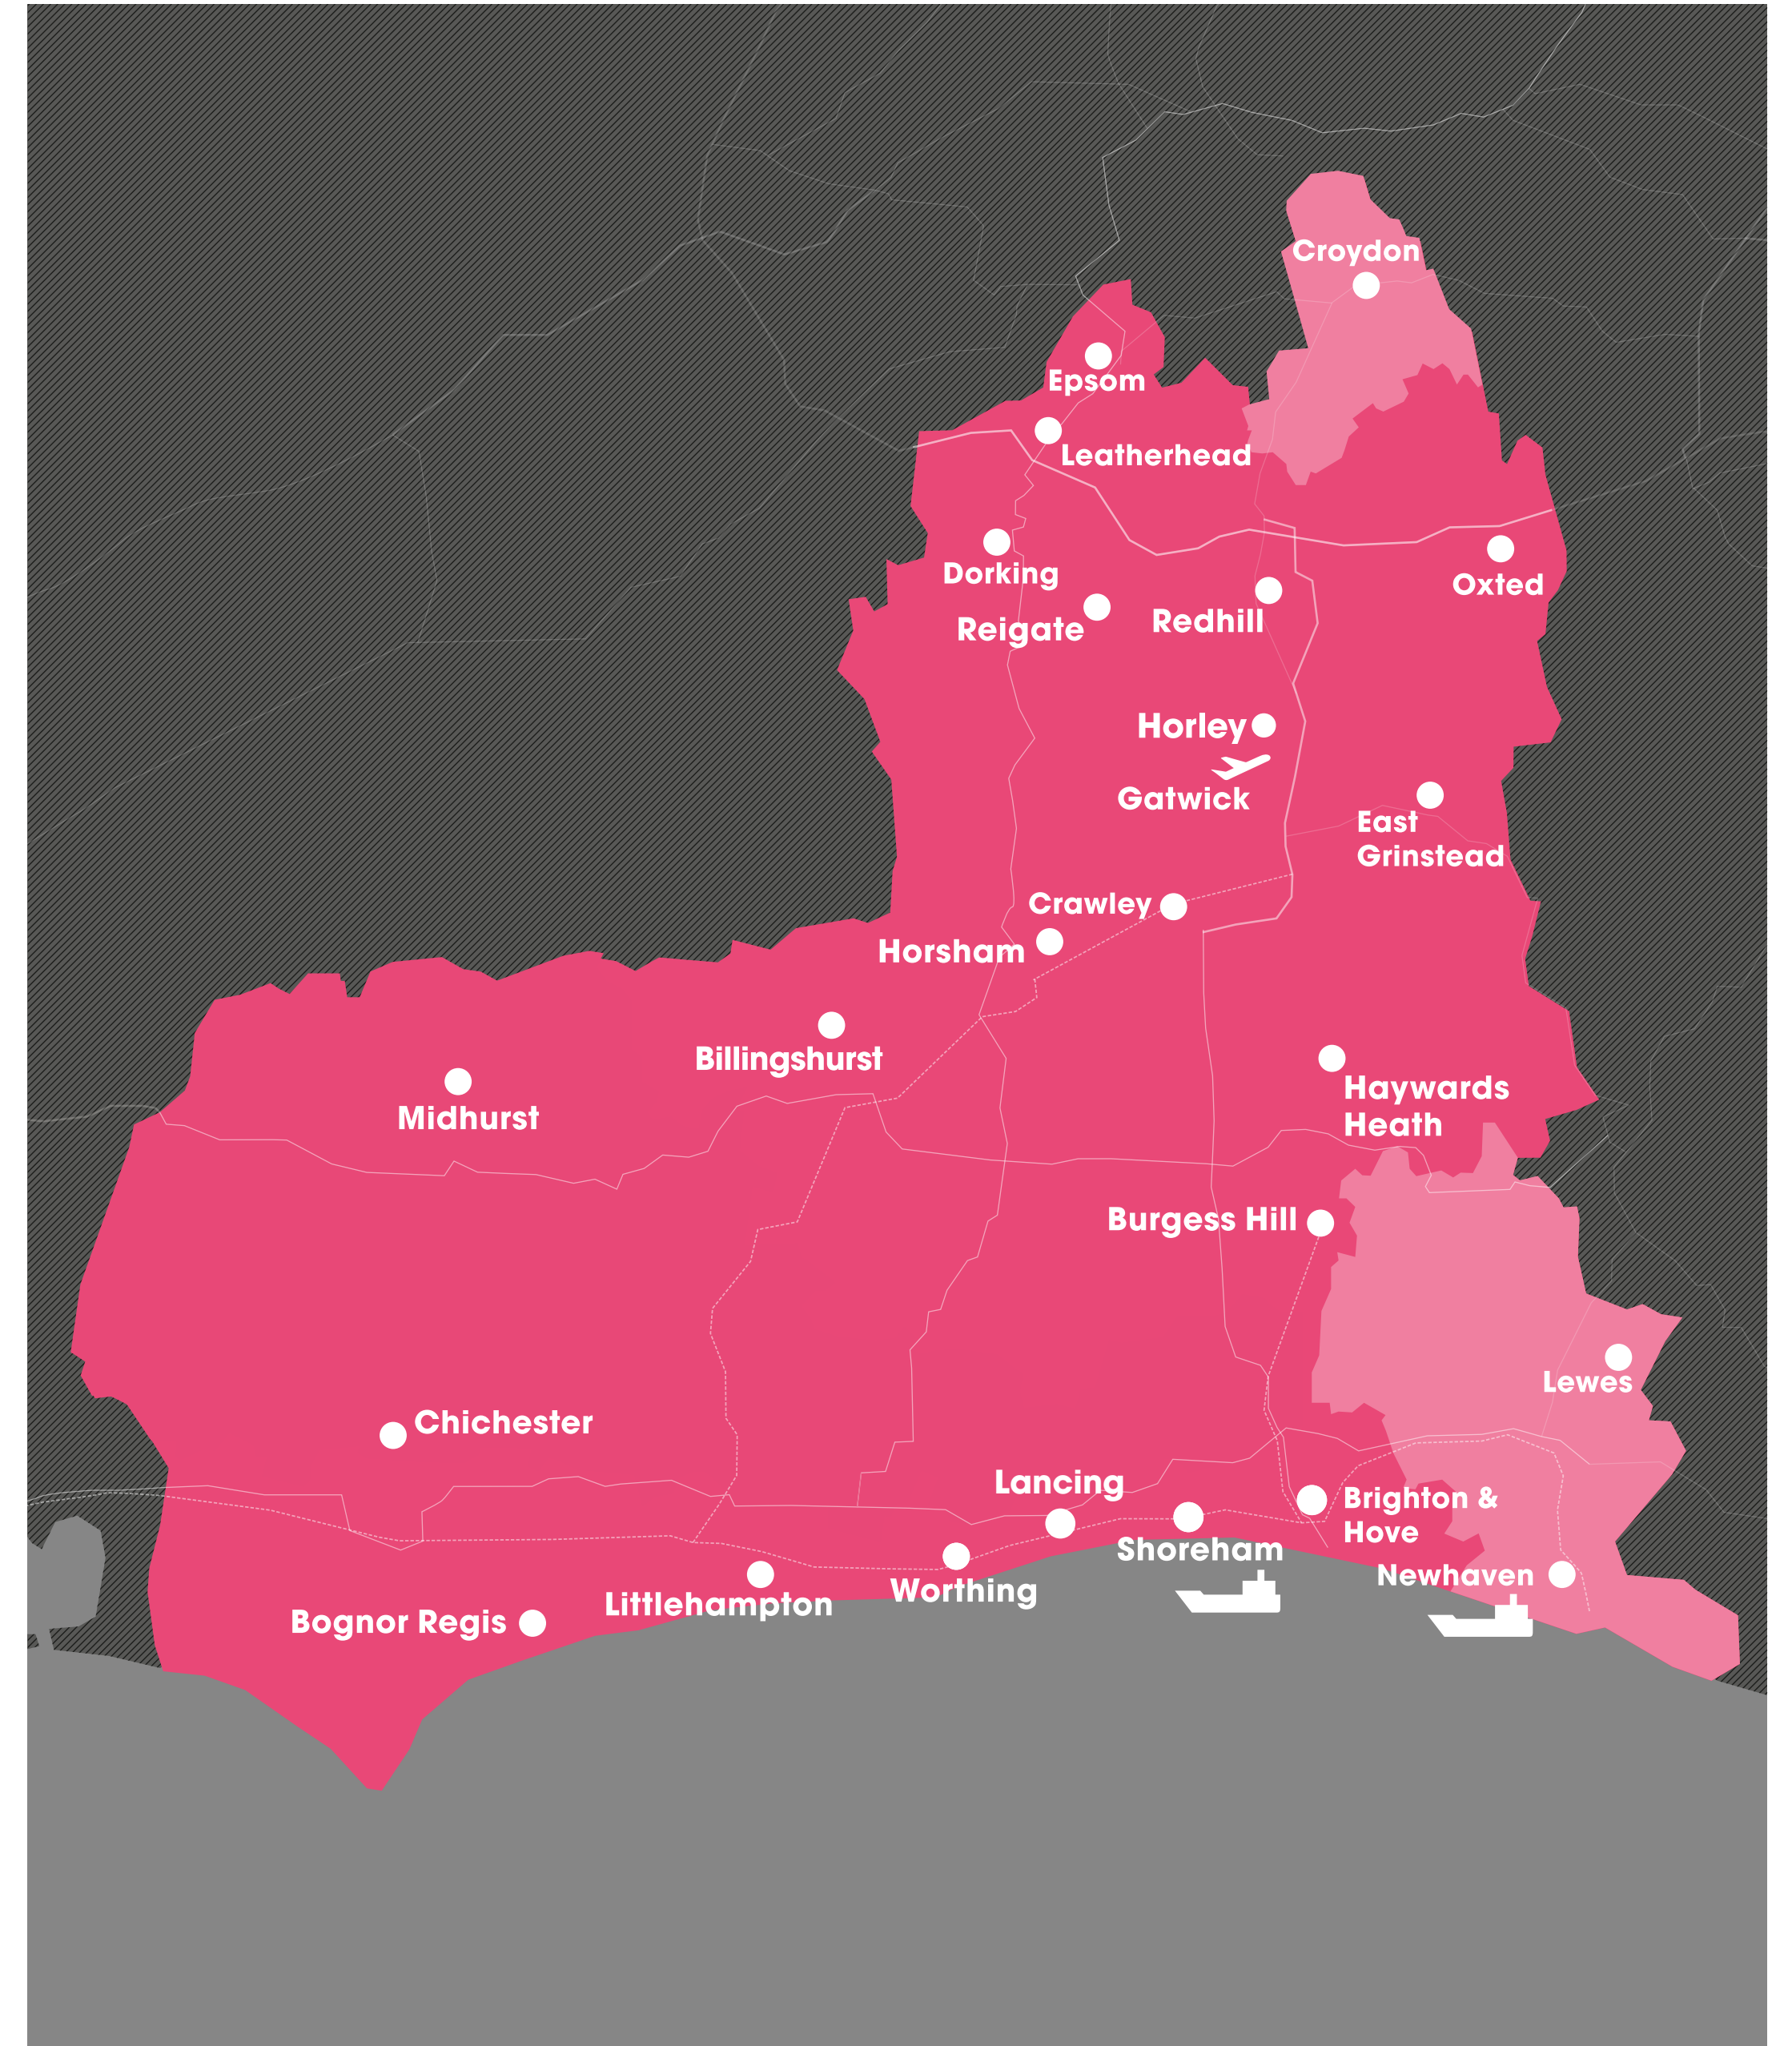 Croydon
Epsom
Leatherhead
Dorking
Oxted
Reigate
Redhill
Horley
Gatwick
East
Grinstead
Crawley
Horsham
Billingshurst
Midhurst
Haywards
Heath
Burgess Hill
Lewes
Chichester
Lancing
Brighton &
Hove
Shoreham
Newhaven
Worthing
Littlehampton
Bognor Regis